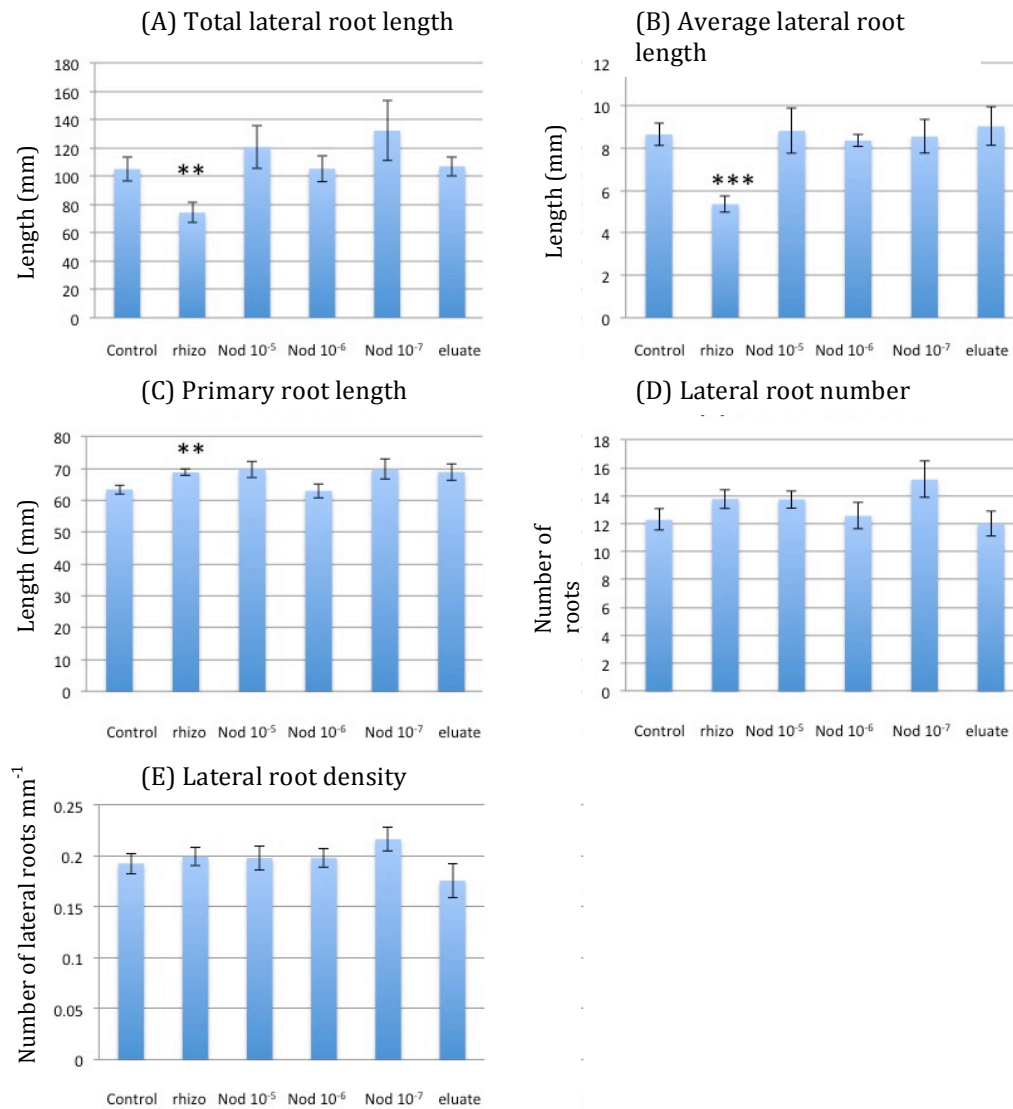 (A) Total lateral root length
Length (mm)
180
160
140
120
100
80
60
40
20
0
**
Control rhizo Nod 10⁻⁵ Nod 10⁻⁶ Nod 10⁻⁷ eluate
(B) Average lateral root
length
Length (mm)
12
10
8
6
4
2
0
***
Control rhizo Nod 10⁻⁵ Nod 10⁻⁶ Nod 10⁻⁷ eluate
(C) Primary root length
Length (mm)
80
70
60
50
40
30
20
10
0
**
Control rhizo Nod 10⁻⁵ Nod 10⁻⁶ Nod 10⁻⁷ eluate
(D) Lateral root number
Number of
roots
18
16
14
12
10
8
6
4
2
0
Control rhizo Nod 10⁻⁵ Nod 10⁻⁶ Nod 10⁻⁷ eluate
(E) Lateral root density
Number of lateral roots mm⁻¹
0.25
0.2
0.15
0.1
0.05
0
Control rhizo Nod 10⁻⁵ Nod 10⁻⁶ Nod 10⁻⁷ eluate